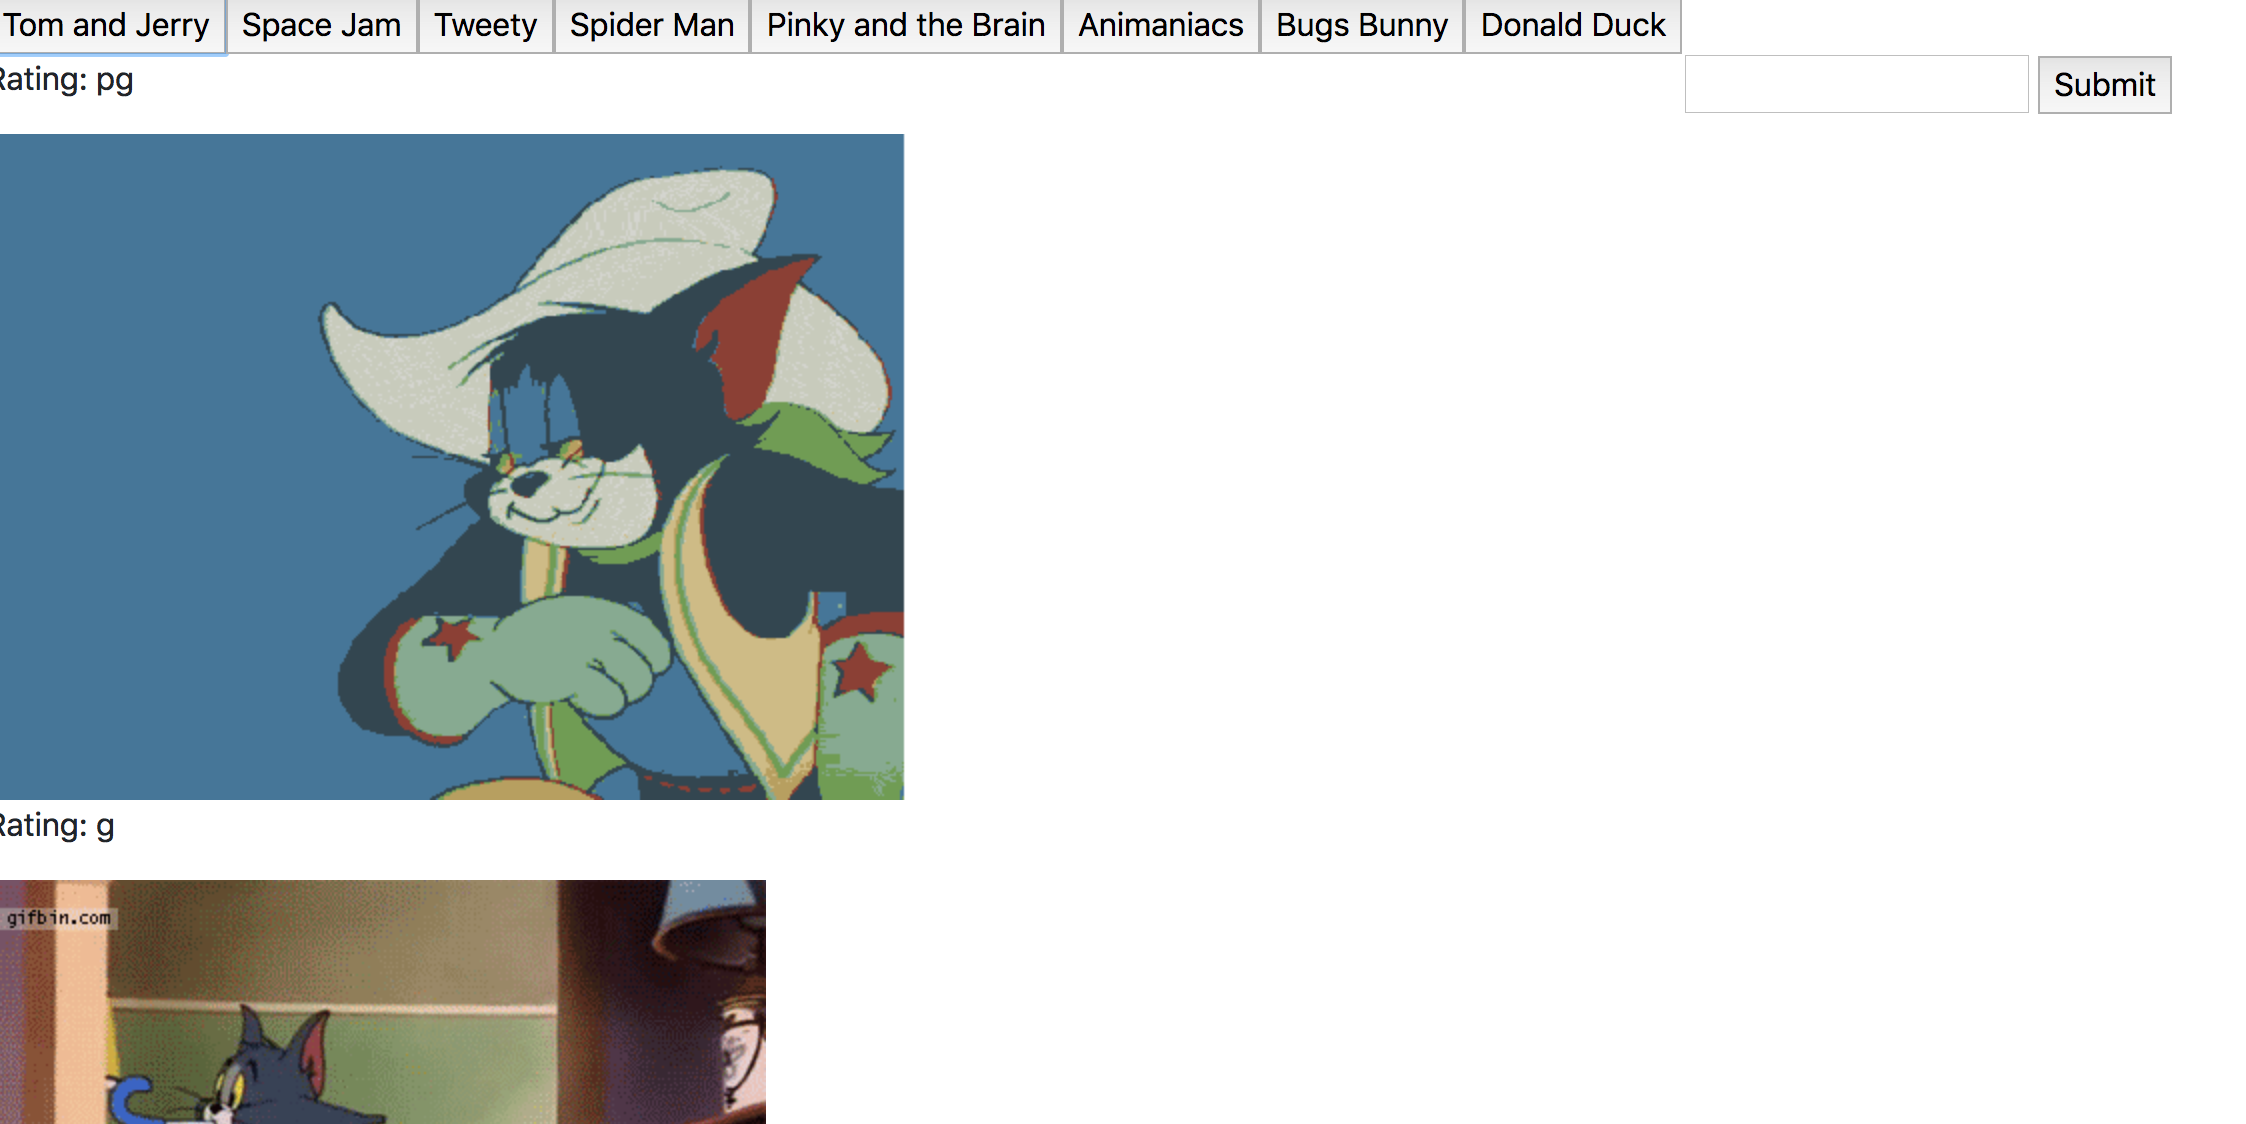 Tom and Jerry Space Jam Tweety Spider Man Pinky and the Brain Animaniacs Bugs Bunny Donald Duck
Rating: pg
Submit
Rating: g
gifbin.com